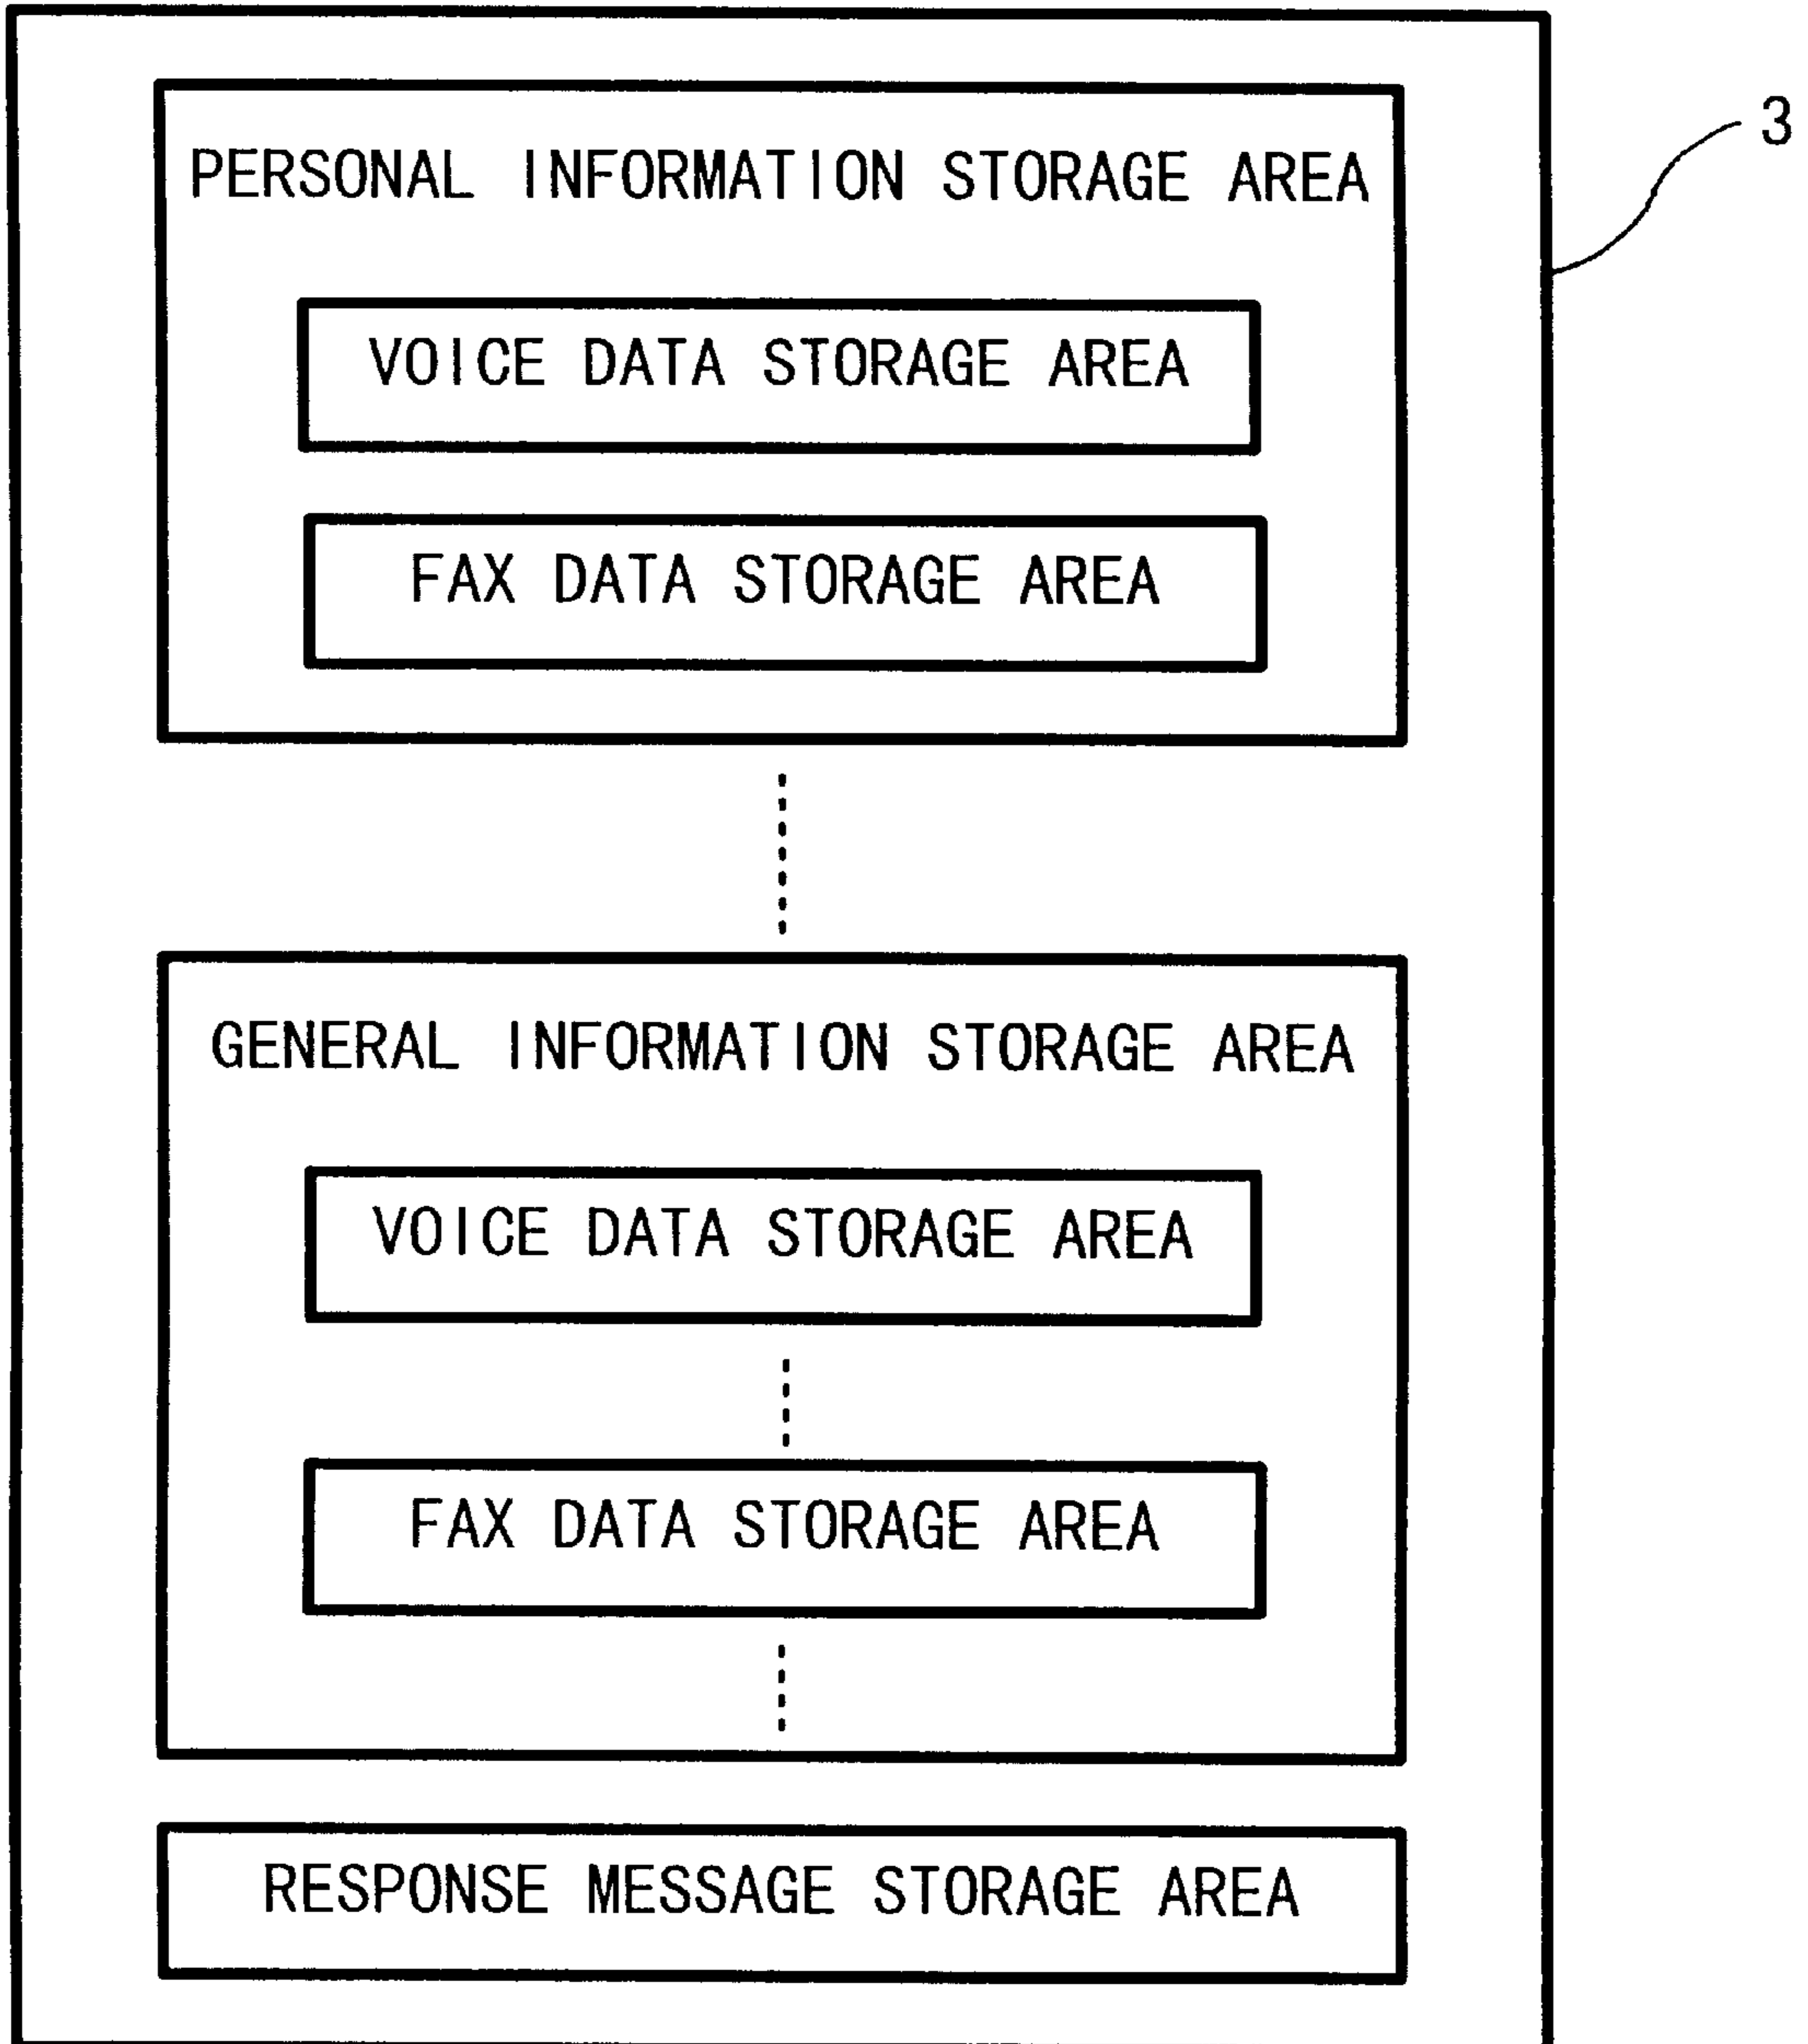 3
PERSONAL INFORMATION STORAGE AREA
VOICE DATA STORAGE AREA
FAX DATA STORAGE AREA
GENERAL INFORMATION STORAGE AREA
VOICE DATA STORAGE AREA
FAX DATA STORAGE AREA
RESPONSE MESSAGE STORAGE AREA